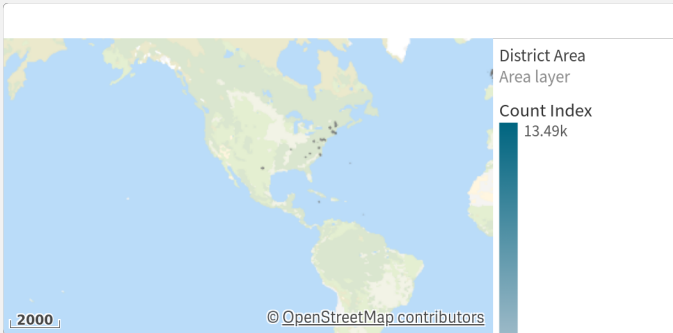 District Area
Area layer
Count Index
13.49k
2000
© OpenStreetMap contributors